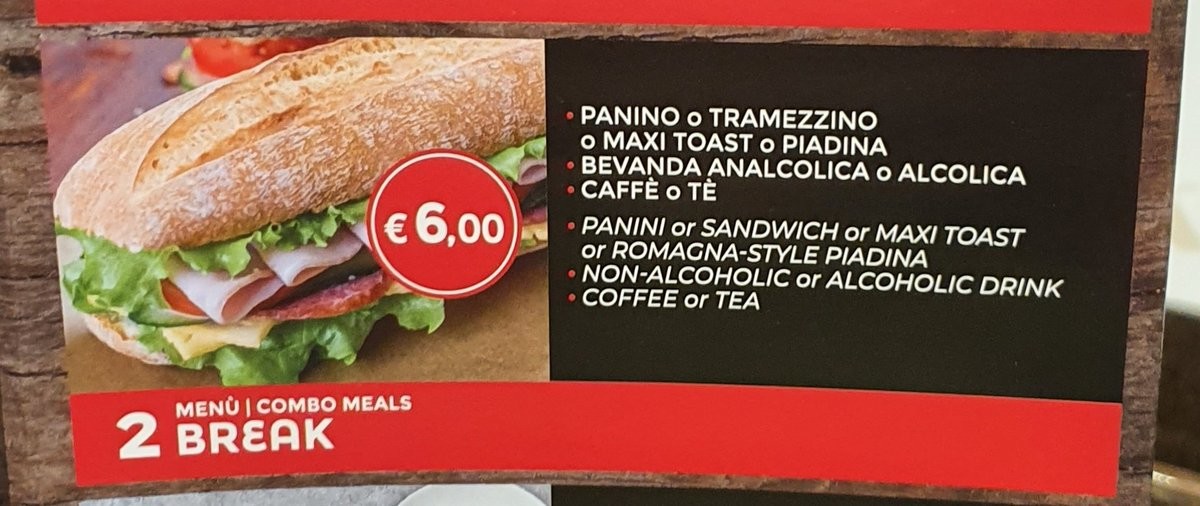 € 6,00
• PANINO o TRAMEZZINO
o MAXI TOAST o PIADINA
• BEVANDA ANALCOLICA o ALCOLICA
• CAFFÈ o TÈ
• PANINI or SANDWICH or MAXI TOAST
or ROMAGNA-STYLE PIADINA
• NON-ALCOHOLIC or ALCOHOLIC DRINK
• COFFEE or TEA
2
MENÙ | COMBO MEALS
BREAK